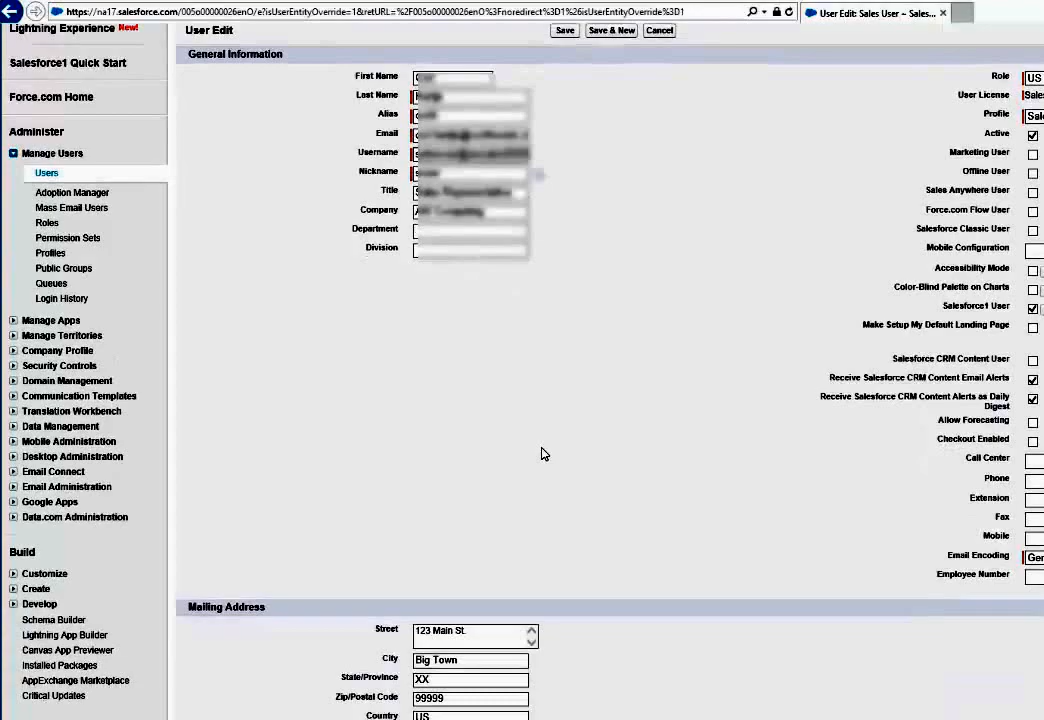 https://na17.salesforce.com/005o0000026enO/e?isUserEntityOverride=1&retURL=%2F005o0000026enO%3Fnoredirect%3D1%26isUserEntityOverride%3D1
User Edit: Sales User ~ Sales...
Lightning Experience New!
Salesforce1 Quick Start
Force.com Home
Administer
Manage Users
Users
Adoption Manager
Mass Email Users
Roles
Permission Sets
Profiles
Public Groups
Queues
Login History
Manage Apps
Manage Territories
Company Profile
Security Controls
Domain Management
Communication Templates
Translation Workbench
Data Management
Mobile Administration
Desktop Administration
Email Connect
Email Administration
Google Apps
Data.com Administration
Build
Customize
Create
Develop
Schema Builder
Lightning App Builder
Canvas App Previewer
Installed Packages
AppExchange Marketplace
Critical Updates
User Edit
Save
Save & New
Cancel
General Information
First Name
Last Name
Alias
Email
Username
Nickname
Title
Company
Department
Division
Role US
User License Sales
Profile Sal
Active
Marketing User
Offline User
Sales Anywhere User
Force.com Flow User
Salesforce Classic User
Mobile Configuration
Accessibility Mode
Color-Blind Palette on Charts
Salesforce1 User
Make Setup My Default Landing Page
Salesforce CRM Content User
Receive Salesforce CRM Content Email Alerts
Receive Salesforce CRM Content Alerts as Daily
Digest
Allow Forecasting
Checkout Enabled
Call Center
Phone
Extension
Fax
Mobile
Email Encoding Gen
Employee Number
Mailing Address
Street 123 Main St.
City Big Town
State/Province XX
Zip/Postal Code 99999
Country US